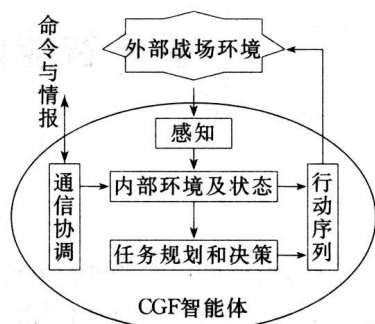 命令与情报
外部战场环境
感知
通信协调
内部环境及状态
行动序列
任务规划和决策
CGF智能体